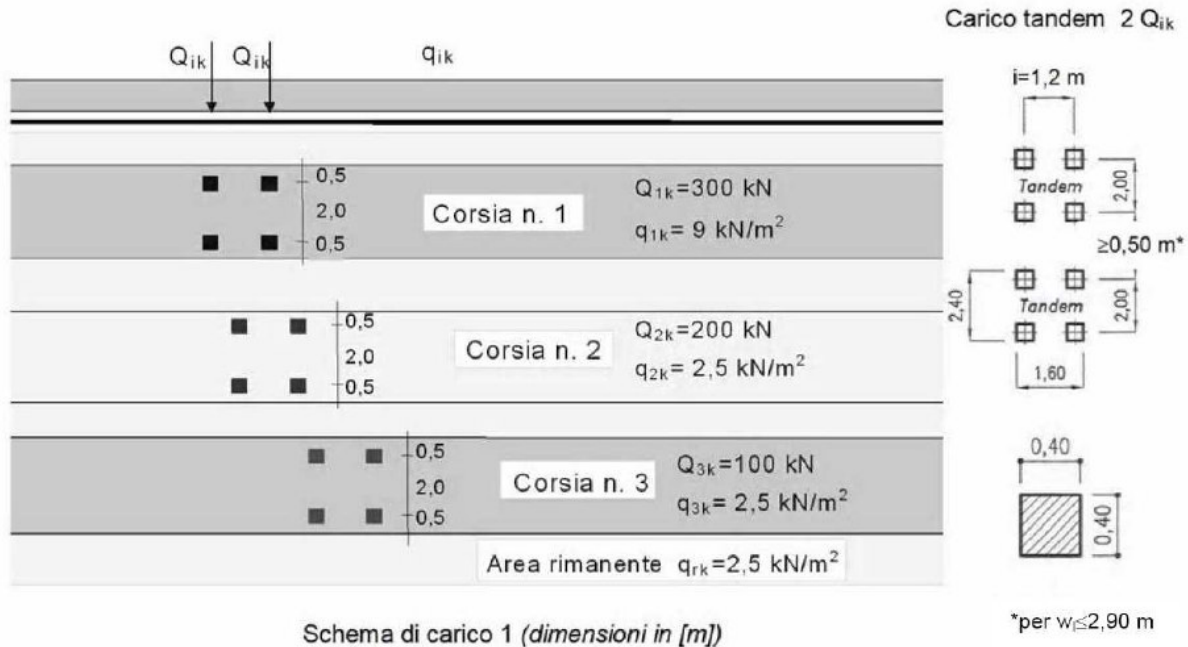 Carico tandem 2 Qik
Qik Qik qik
i=1,2 m
0,5
2,0
0,5
Corsia n. 1
Q1k=300 kN
q1k= 9 kN/m²
Tandem
2,00
≥0,50 m*
0,5
2,0
0,5
Corsia n. 2
Q2k=200 kN
q2k= 2,5 kN/m²
2,40
Tandem
2,00
1,60
0,5
2,0
0,5
Corsia n. 3
Q3k=100 kN
q3k= 2,5 kN/m²
0,40
0,40
Area rimanente qrk=2,5 kN/m²
Schema di carico 1 (dimensioni in [m])
*per wl≤2,90 m